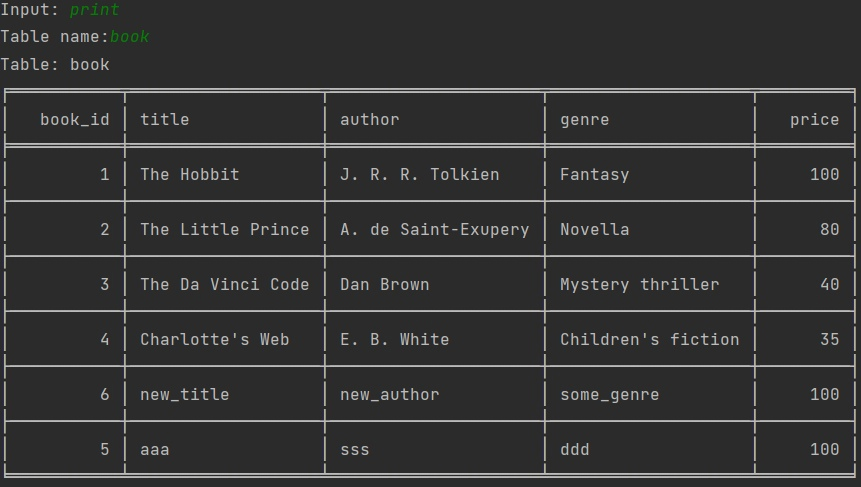 Input: print
Table name:book
Table: book
book_id title author genre price
1 The Hobbit J. R. R. Tolkien Fantasy 100
2 The Little Prince A. de Saint-Exupery Novella 80
3 The Da Vinci Code Dan Brown Mystery thriller 40
4 Charlotte's Web E. B. White Children's fiction 35
6 new_title new_author some_genre 100
5 aaa sss ddd 100